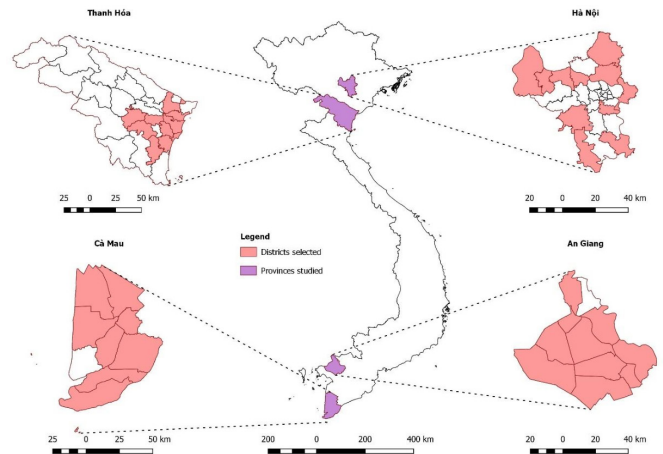 Thanh Hóa
Hà Nội
25 0 25 50 km
20 0 20 40 km
Legend
Districts selected
Provinces studied
Cà Mau
An Giang
25 0 25 50 km
200 0 200 400 km
20 0 20 40 km